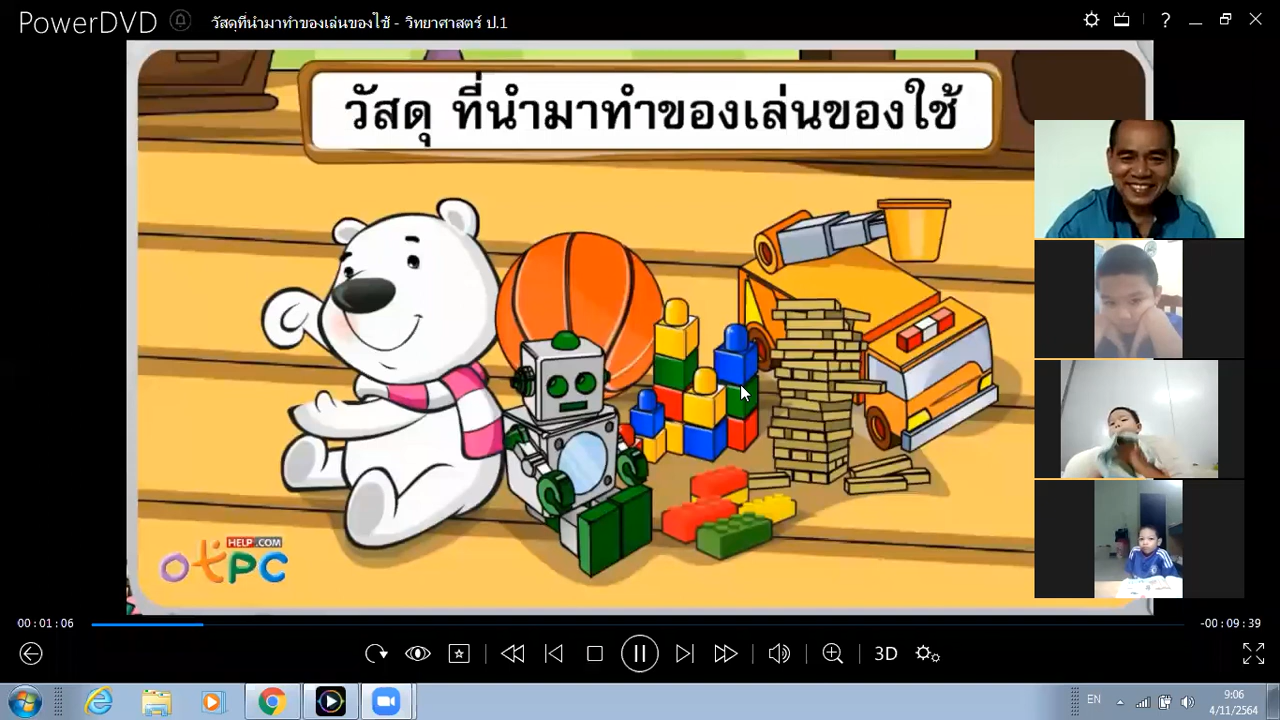 PowerDVD
วัสดุที่นำมาทำของเล่นของใช้ - วิทยาศาสตร์ ป.1
?
วัสดุ ที่นำมาทำของเล่นของใช้
HELP.COM
OTPC
00:01:06
-00:09:39
3D
EN
9:06
4/11/2564